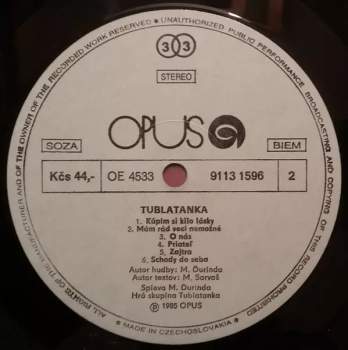 ALL RIGHTS OF THE MANUFACTURER AND OF THE OWNER OF THE RECORDED WORK RESERVED • UNAUTHORIZED PUBLIC PERFORMANCE, BROADCASTING AND COPYING OF THIS RECORD PROHIBITED
33
STEREO
OPUS
SOZA BIEM
Kčs 44,- OE 4533 9113 1596 2
TUBLATANKA
1. Kúpim si kilo lásky
2. Mám rád veci nemožné
3. O nás
4. Priateľ
5. Zajtra
6. Schody do neba
Autor hudby: M. Ďurinda
Autor textov: M. Sarvaš
Spieva M. Ďurinda
Hrá skupina Tublatanka
Ⓟ 1985 OPUS
MADE IN CZECHOSLOVAKIA